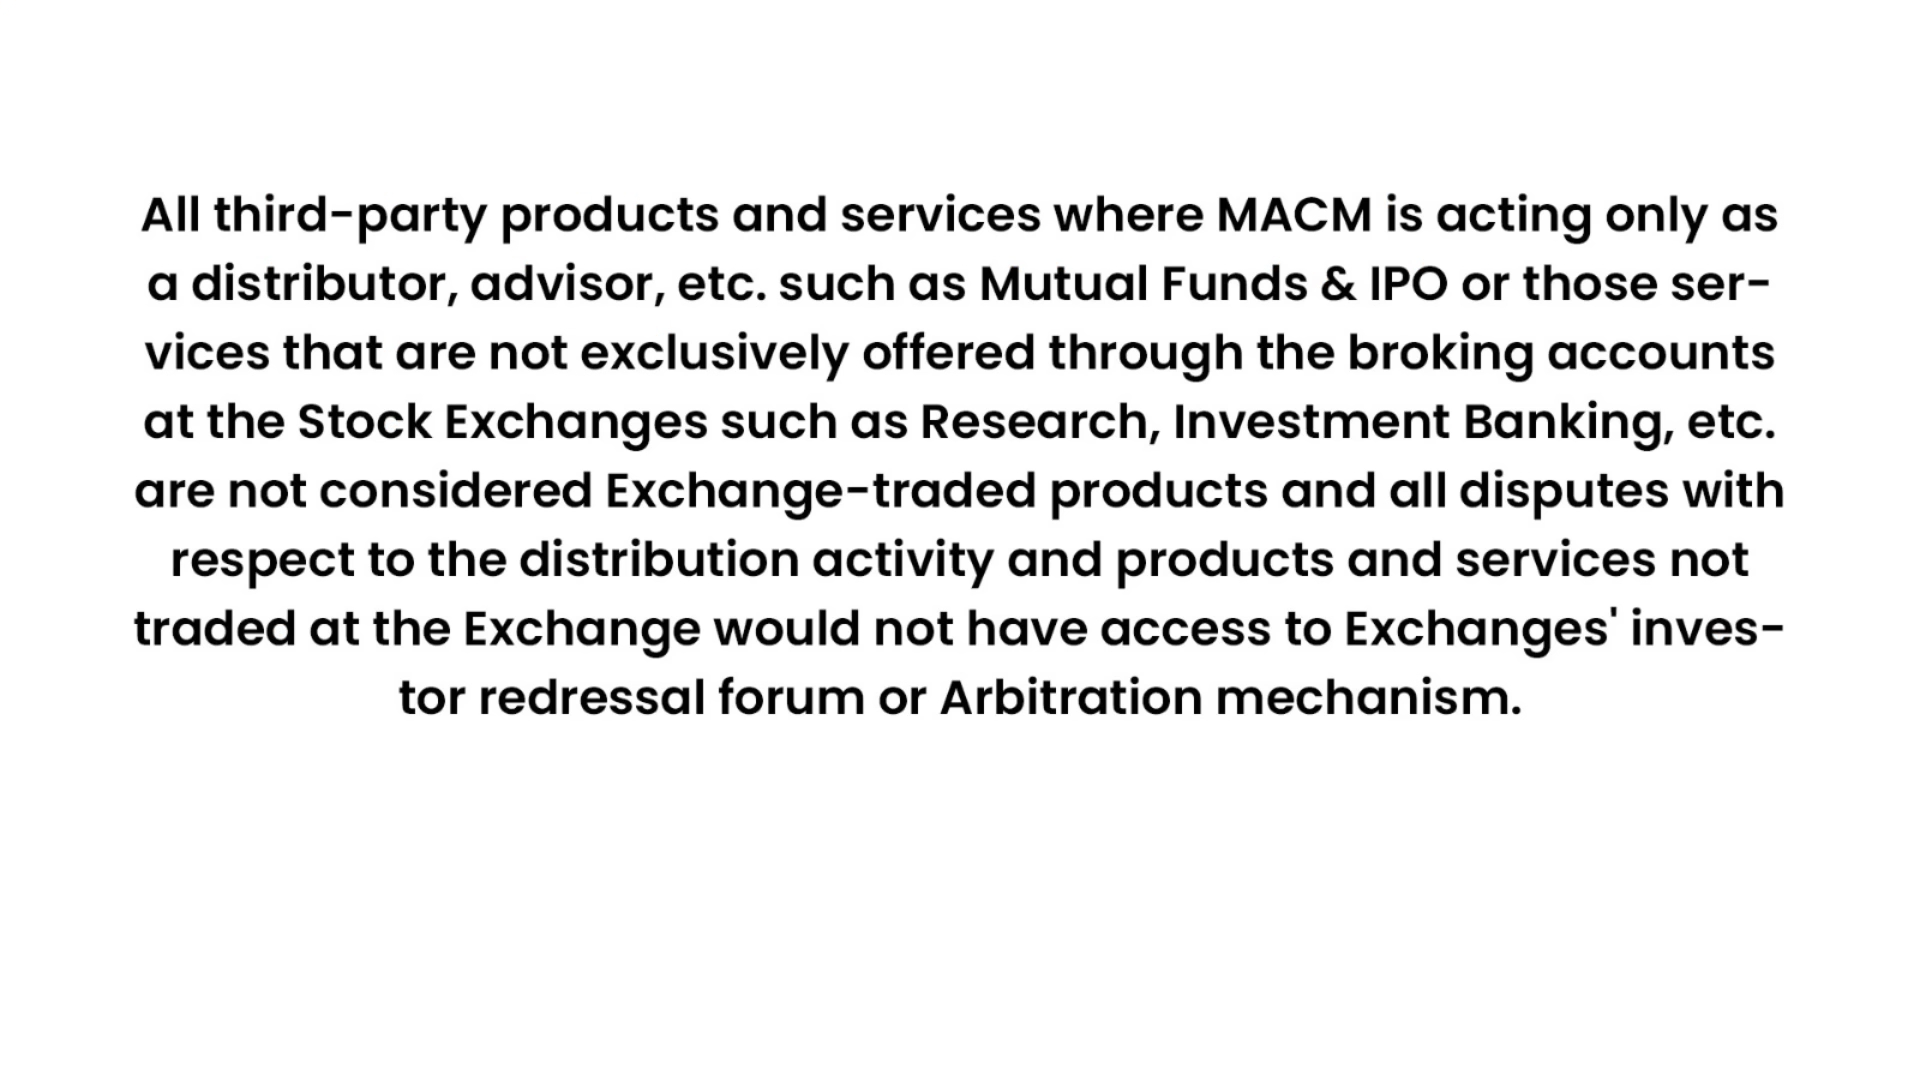 All third-party products and services where MACM is acting only as
a distributor, advisor, etc. such as Mutual Funds & IPO or those ser-
vices that are not exclusively offered through the broking accounts
at the Stock Exchanges such as Research, Investment Banking, etc.
are not considered Exchange-traded products and all disputes with
respect to the distribution activity and products and services not
traded at the Exchange would not have access to Exchanges' inves-
tor redressal forum or Arbitration mechanism.